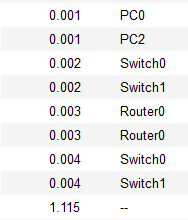 0.001 PC0
0.001 PC2
0.002 Switch0
0.002 Switch1
0.003 Router0
0.003 Router0
0.004 Switch0
0.004 Switch1
1.115 --